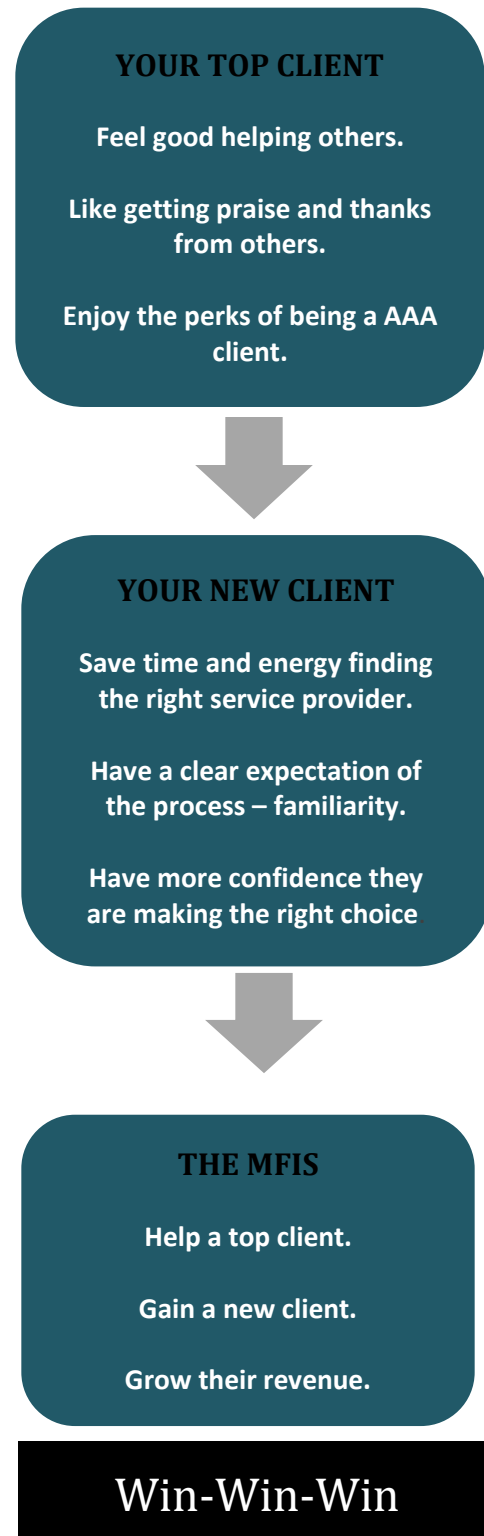 YOUR TOP CLIENT
Feel good helping others.
Like getting praise and thanks
from others.
Enjoy the perks of being a AAA
client.
YOUR NEW CLIENT
Save time and energy finding
the right service provider.
Have a clear expectation of
the process – familiarity.
Have more confidence they
are making the right choice.
THE MFIS
Help a top client.
Gain a new client.
Grow their revenue.
Win-Win-Win